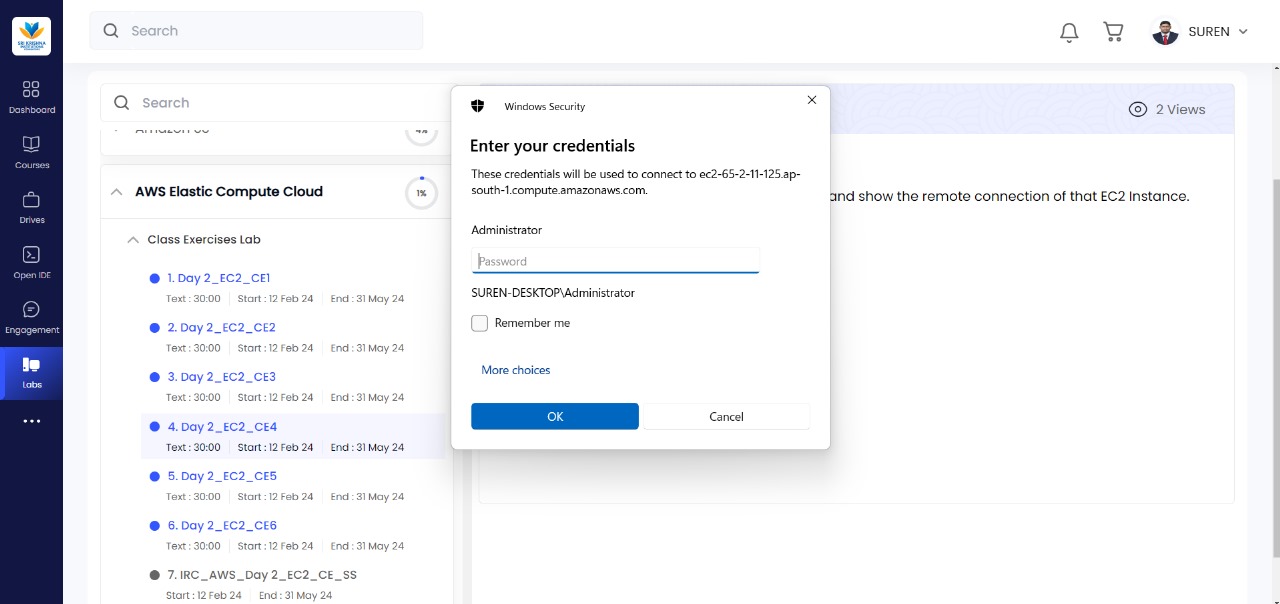 SRI KRISHNA
INSTITUTIONS
Search
SUREN
Dashboard
Courses
Drives
Open IDE
Engagement
Labs
Search
4%
AWS Elastic Compute Cloud
1%
Class Exercises Lab
1. Day 2_EC2_CE1
Text : 30:00 Start : 12 Feb 24 End : 31 May 24
2. Day 2_EC2_CE2
Text : 30:00 Start : 12 Feb 24 End : 31 May 24
3. Day 2_EC2_CE3
Text : 30:00 Start : 12 Feb 24 End : 31 May 24
4. Day 2_EC2_CE4
Text : 30:00 Start : 12 Feb 24 End : 31 May 24
5. Day 2_EC2_CE5
Text : 30:00 Start : 12 Feb 24 End : 31 May 24
6. Day 2_EC2_CE6
Text : 30:00 Start : 12 Feb 24 End : 31 May 24
7. IRC_AWS_Day 2_EC2_CE_SS
Start : 12 Feb 24 End : 31 May 24
Windows Security
Enter your credentials
These credentials will be used to connect to ec2-65-2-11-125.ap-
south-1.compute.amazonaws.com.
Administrator
Password
SUREN-DESKTOP\Administrator
Remember me
More choices
OK Cancel
2 Views
and show the remote connection of that EC2 Instance.